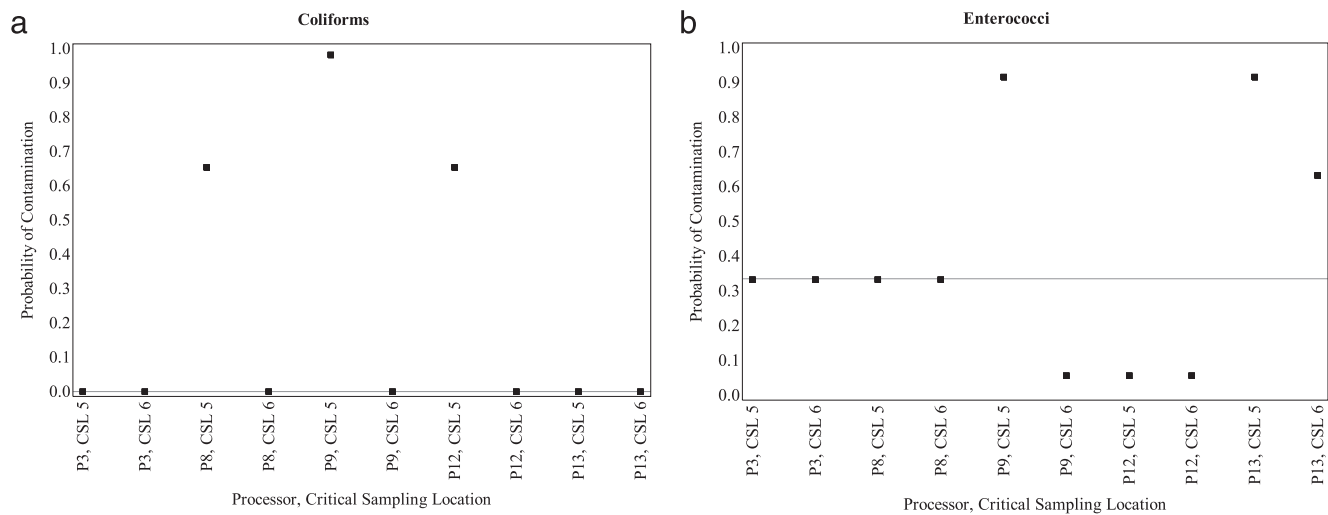 a
Coliforms
Probability of Contamination
1.0
0.9
0.8
0.7
0.6
0.5
0.4
0.3
0.2
0.1
0.0
P3, CSL 5
P3, CSL 6
P8, CSL 5
P8, CSL 6
P9, CSL 5
P9, CSL 6
P12, CSL 5
P12, CSL 6
P13, CSL 5
P13, CSL 6
Processor, Critical Sampling Location
b
Enterococci
Probability of Contamination
1.0
0.9
0.8
0.7
0.6
0.5
0.4
0.3
0.2
0.1
0.0
P3, CSL 5
P3, CSL 6
P8, CSL 5
P8, CSL 6
P9, CSL 5
P9, CSL 6
P12, CSL 5
P12, CSL 6
P13, CSL 5
P13, CSL 6
Processor, Critical Sampling Location